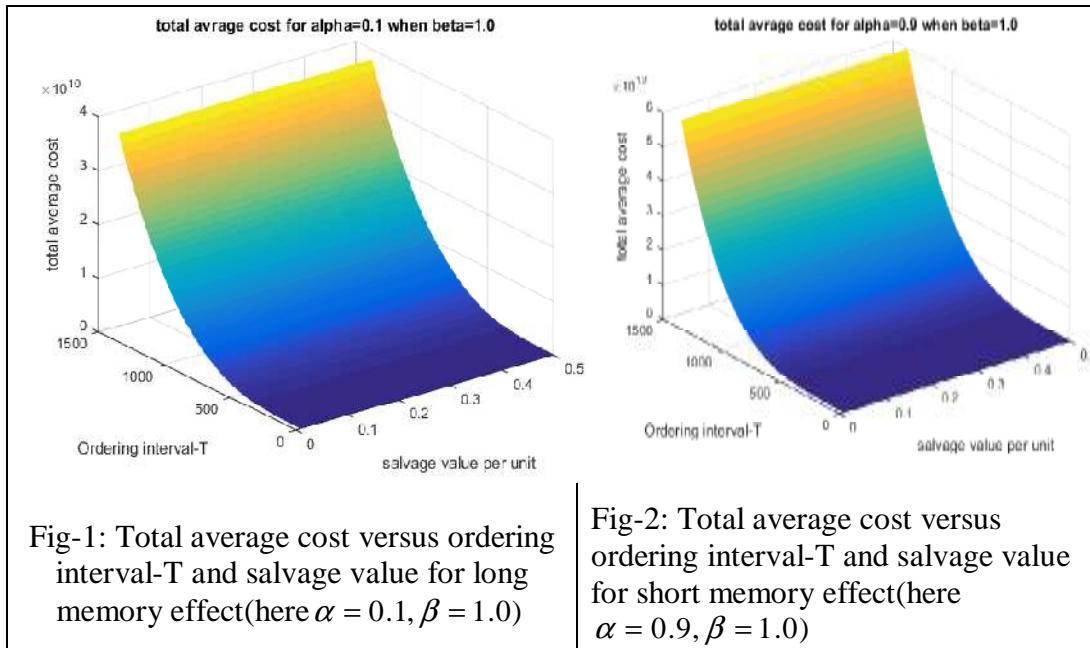 total avrage cost for alpha=0.1 when beta=1.0
×10¹⁰
4
3
2
1
0
total average cost
1500
1000
500
0
Ordering interval-T
0
0.1
0.2
0.3
0.4
0.5
salvage value per unit
total avrage cost for alpha=0.9 when beta=1.0
6
5
4
3
2
1
0
total average cost
1500
1000
500
0
Ordering interval-T
0
0.1
0.2
0.3
0.4
salvage value per unit
Fig-1: Total average cost versus ordering
interval-T and salvage value for long
memory effect(here α = 0.1, β = 1.0)
Fig-2: Total average cost versus
ordering interval-T and salvage value
for short memory effect(here
α = 0.9, β = 1.0)